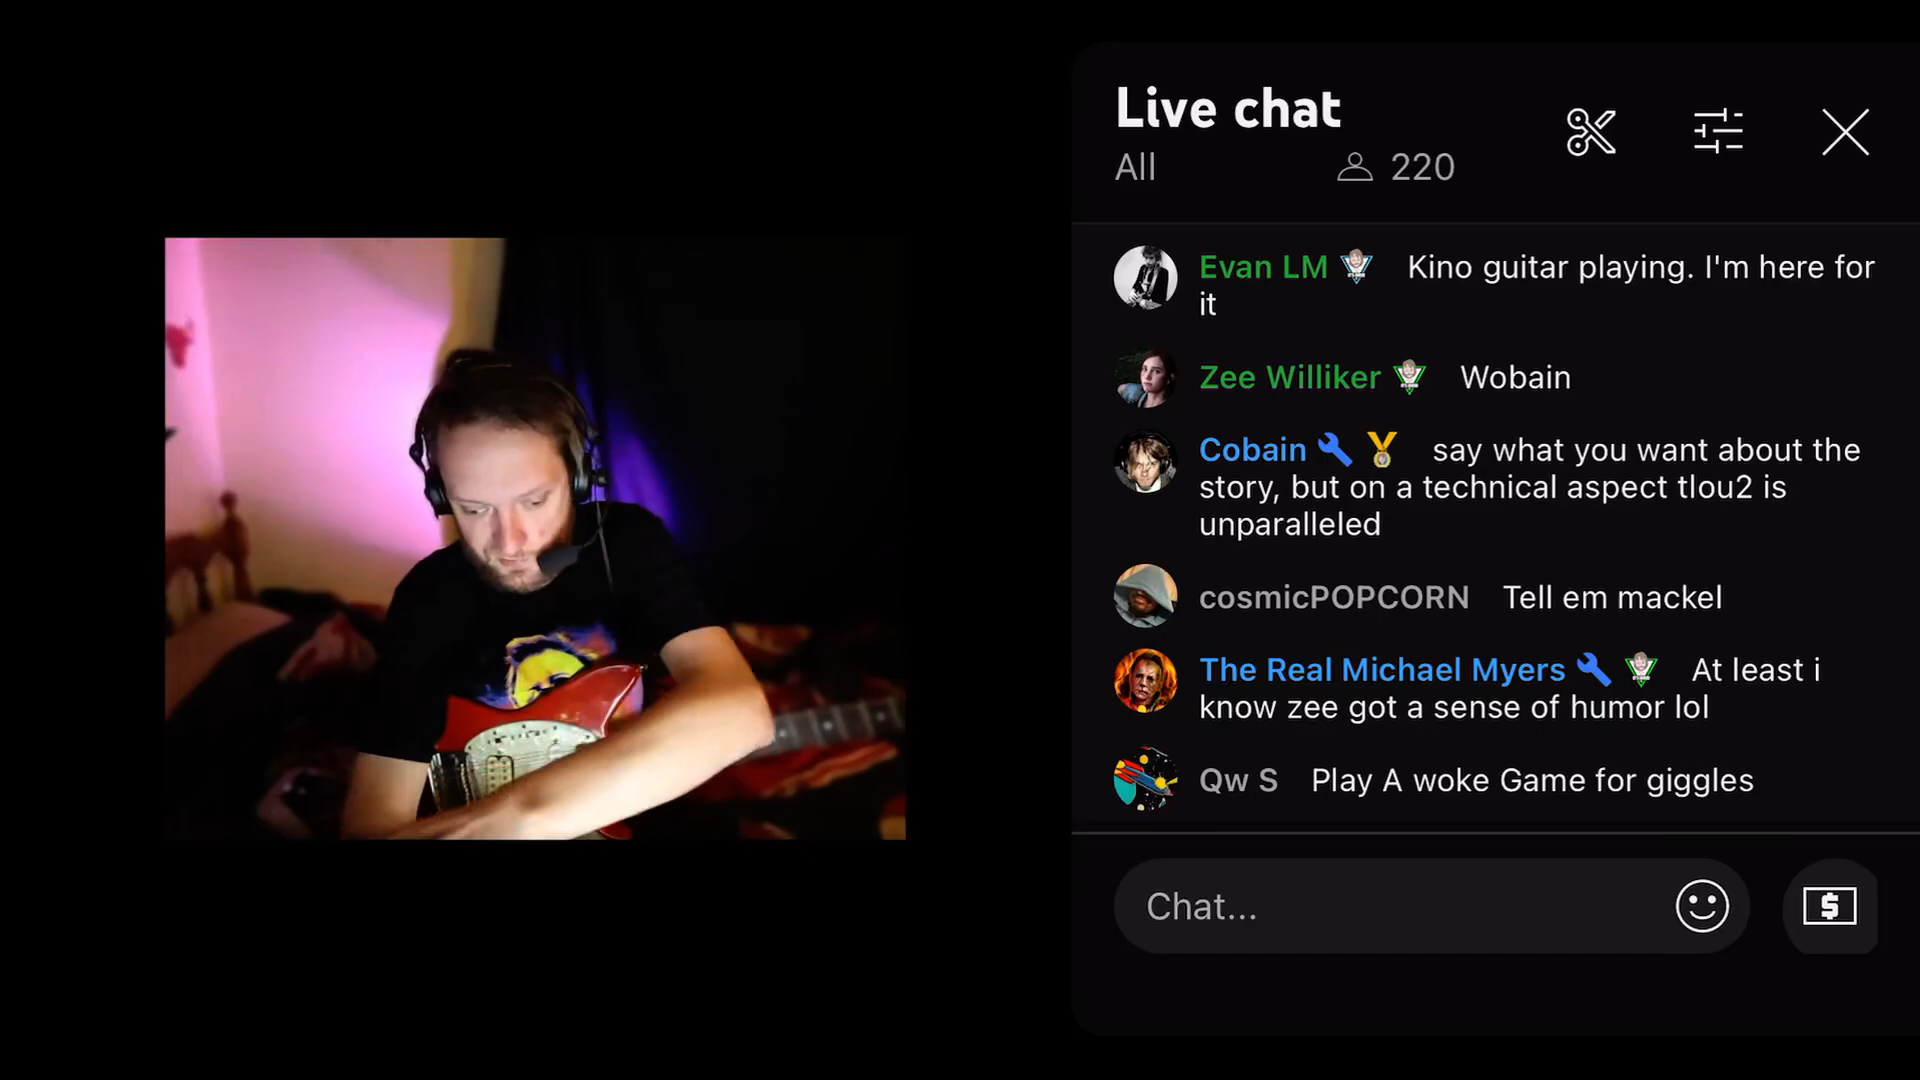 Live chat
All 220
Evan LM Kino guitar playing. I'm here for
it
Zee Williker Wobain
Cobain say what you want about the
story, but on a technical aspect tlou2 is
unparalleled
cosmicPOPCORN Tell em mackel
The Real Michael Myers At least i
know zee got a sense of humor lol
Qw S Play A woke Game for giggles
Chat...
$